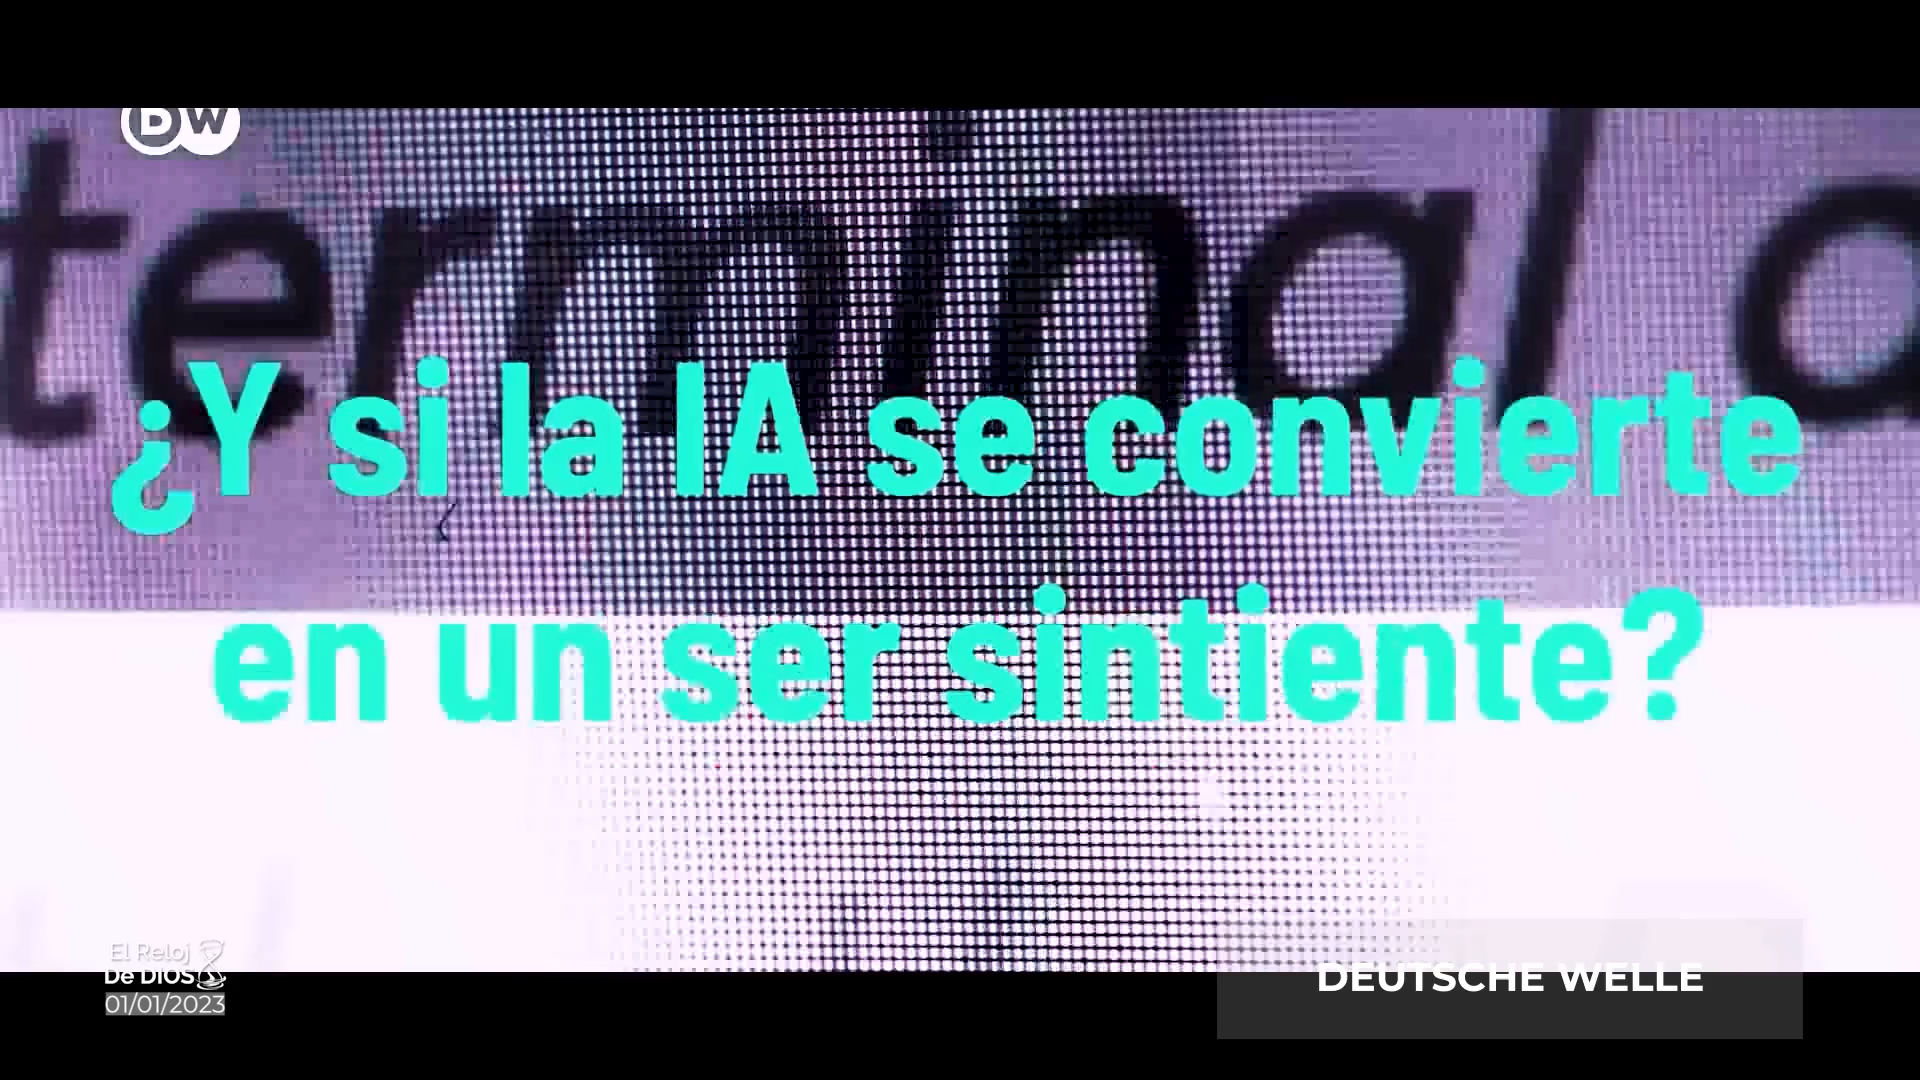 DW
terminal
¿Y si la IA se convierte
en un ser sintiente?
El Reloj
De DIOS
01/01/2023
DEUTSCHE WELLE